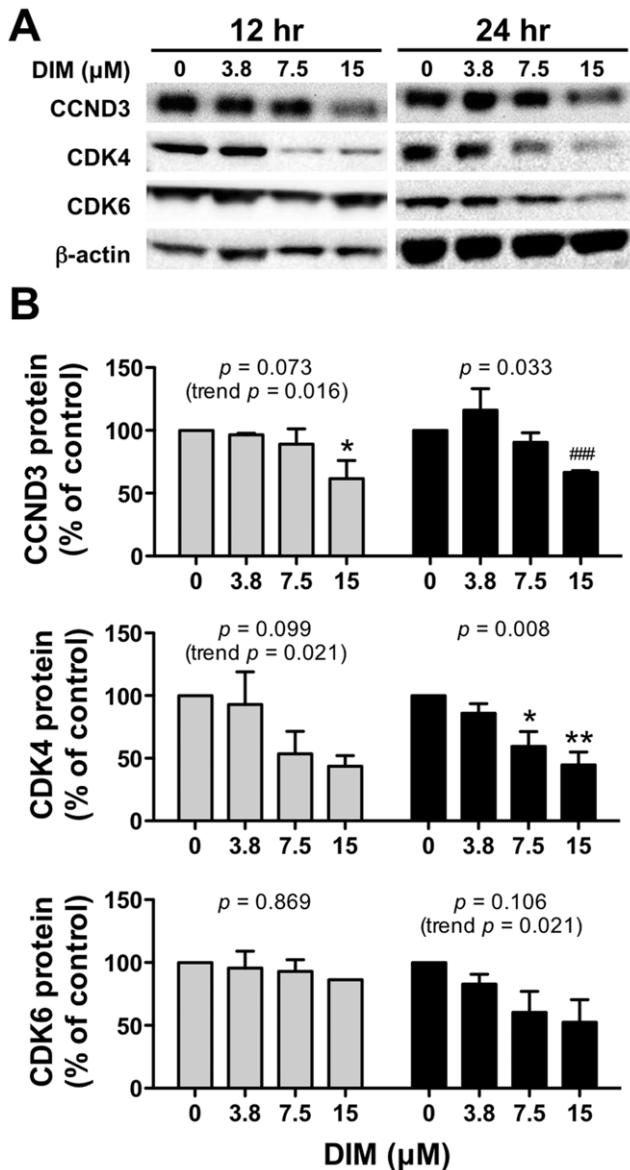 A
12 hr 24 hr
DIM (µM) 0 3.8 7.5 15 0 3.8 7.5 15
CCND3
CDK4
CDK6
β-actin
B
CCND3 protein
(% of control)
150
100
50
0
p = 0.073
(trend p = 0.016)
*
0 3.8 7.5 15
p = 0.033
###
0 3.8 7.5 15
CDK4 protein
(% of control)
150
100
50
0
p = 0.099
(trend p = 0.021)
0 3.8 7.5 15
p = 0.008
*
**
0 3.8 7.5 15
CDK6 protein
(% of control)
150
100
50
0
p = 0.869
0 3.8 7.5 15
p = 0.106
(trend p = 0.021)
0 3.8 7.5 15
DIM (µM)